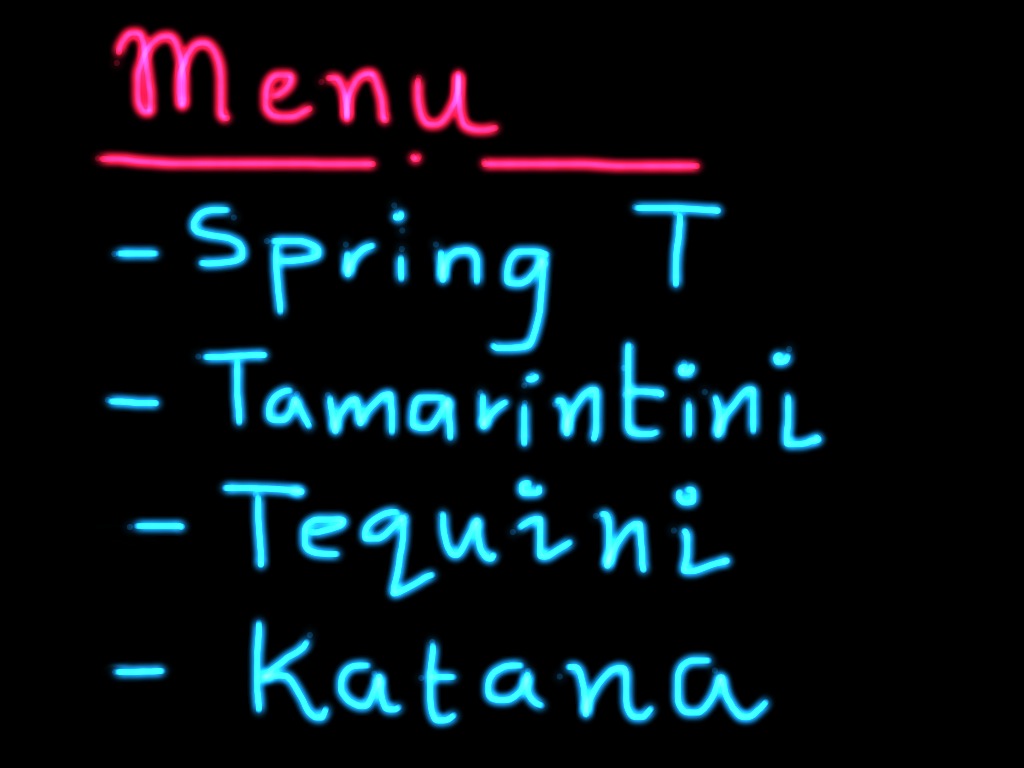 Menu
- Spring T
- Tamarintini
- Tequini
- Katana